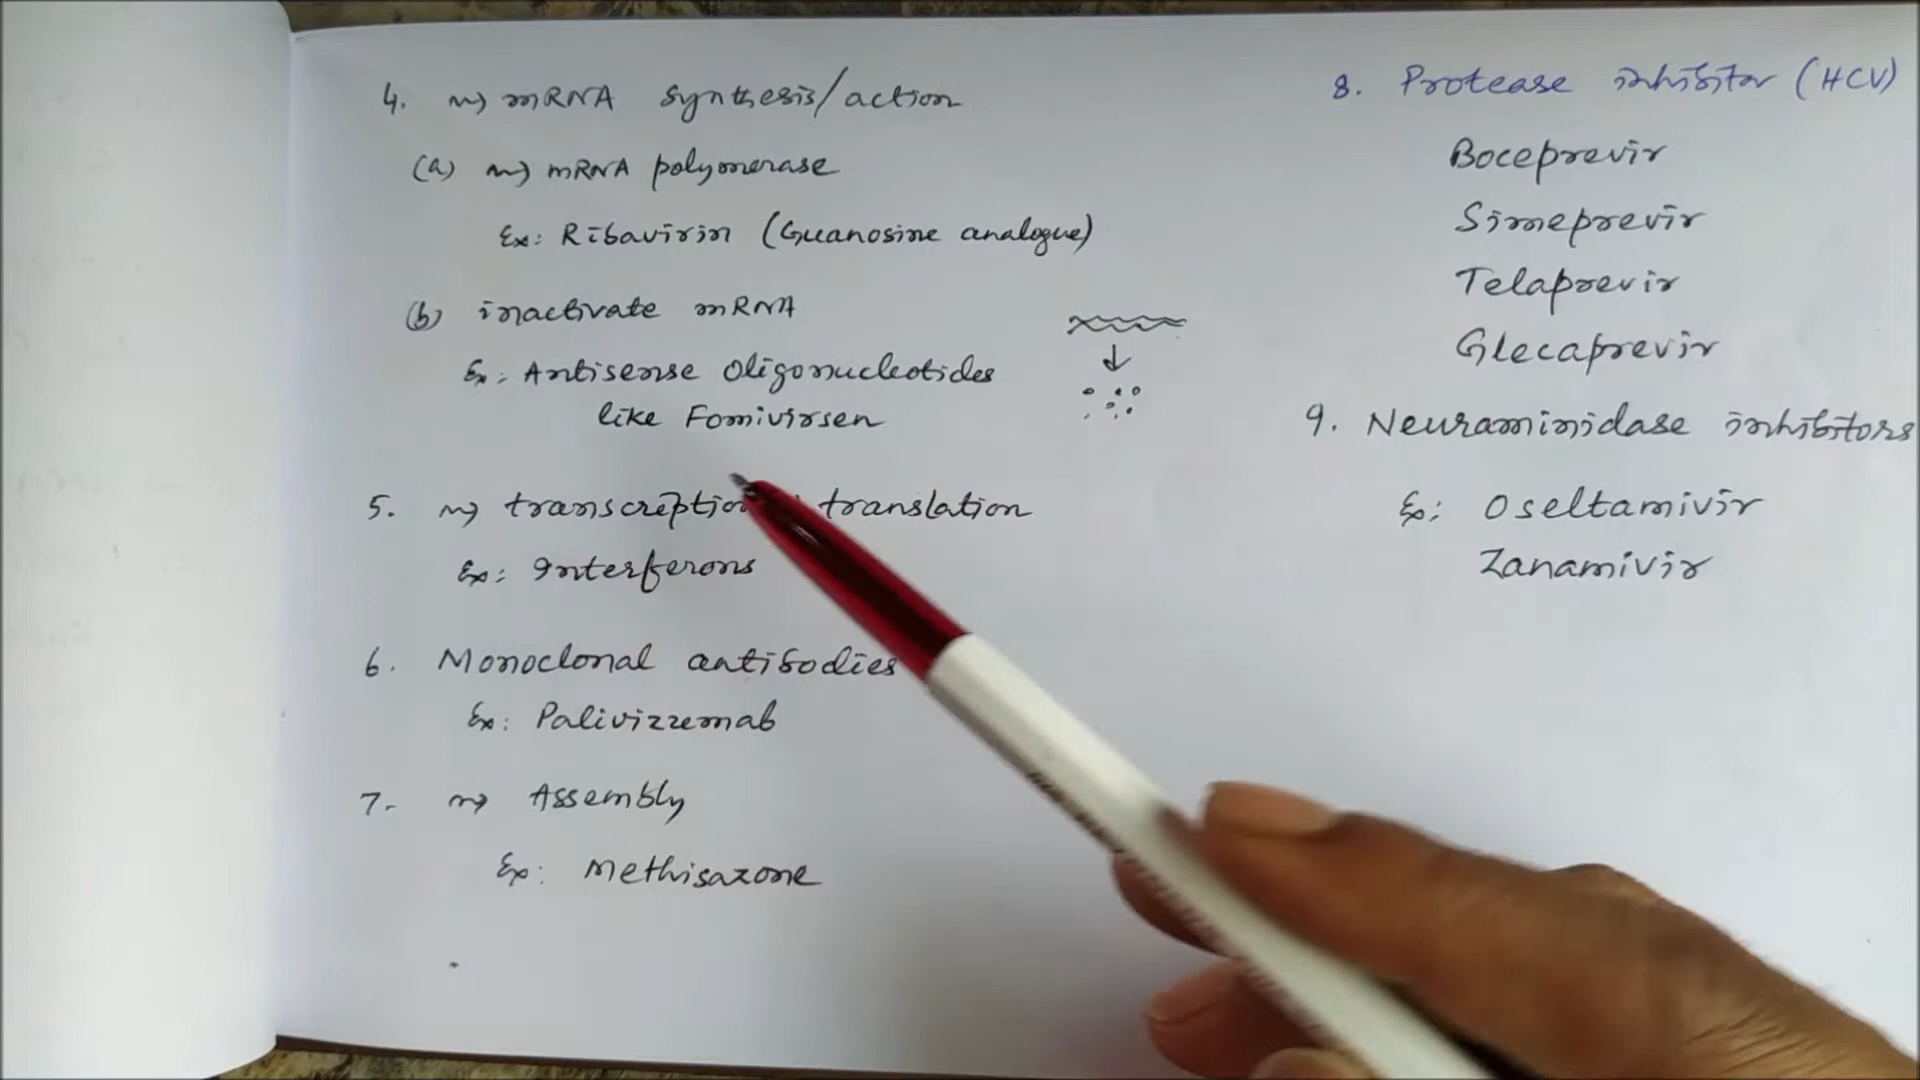 4. ⇝ mRNA synthesis/action
(a) ⇝ mRNA polymerase
Ex: Ribavirin (Guanosine analogue)
(b) inactivate mRNA
Ex: Antisense Oligonucleotides
like Fomivirsen
5. ⇝ transcription translation
Ex: Interferons
6. Monoclonal antibodies
Ex: Palivizzemab
7. ⇝ Assembly
Ex: Methisazone
8. Protease inhibitor (HCV)
Boceprevir
Simeprevir
Telaprevir
Glecaprevir
9. Neuraminidase inhibitors
Ex: Oseltamivir
Zanamivir